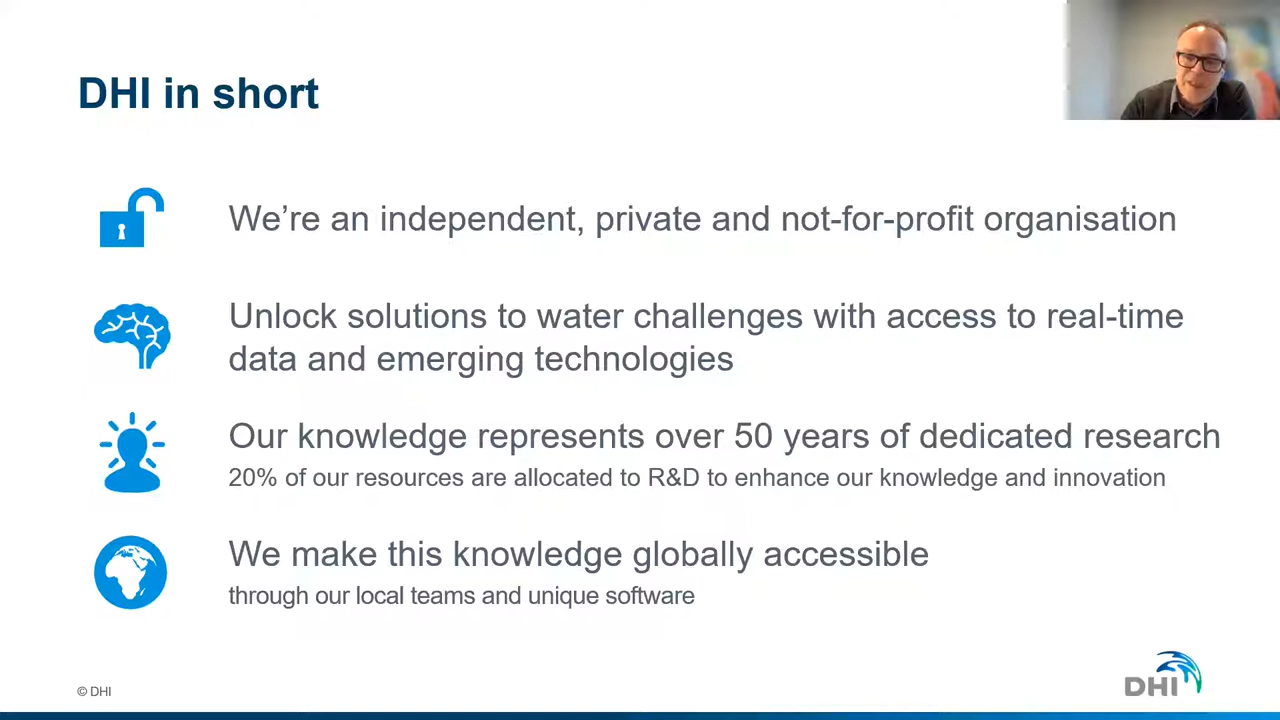 DHI in short
We’re an independent, private and not-for-profit organisation
Unlock solutions to water challenges with access to real-time
data and emerging technologies
Our knowledge represents over 50 years of dedicated research
20% of our resources are allocated to R&D to enhance our knowledge and innovation
We make this knowledge globally accessible
through our local teams and unique software
© DHI
DHI